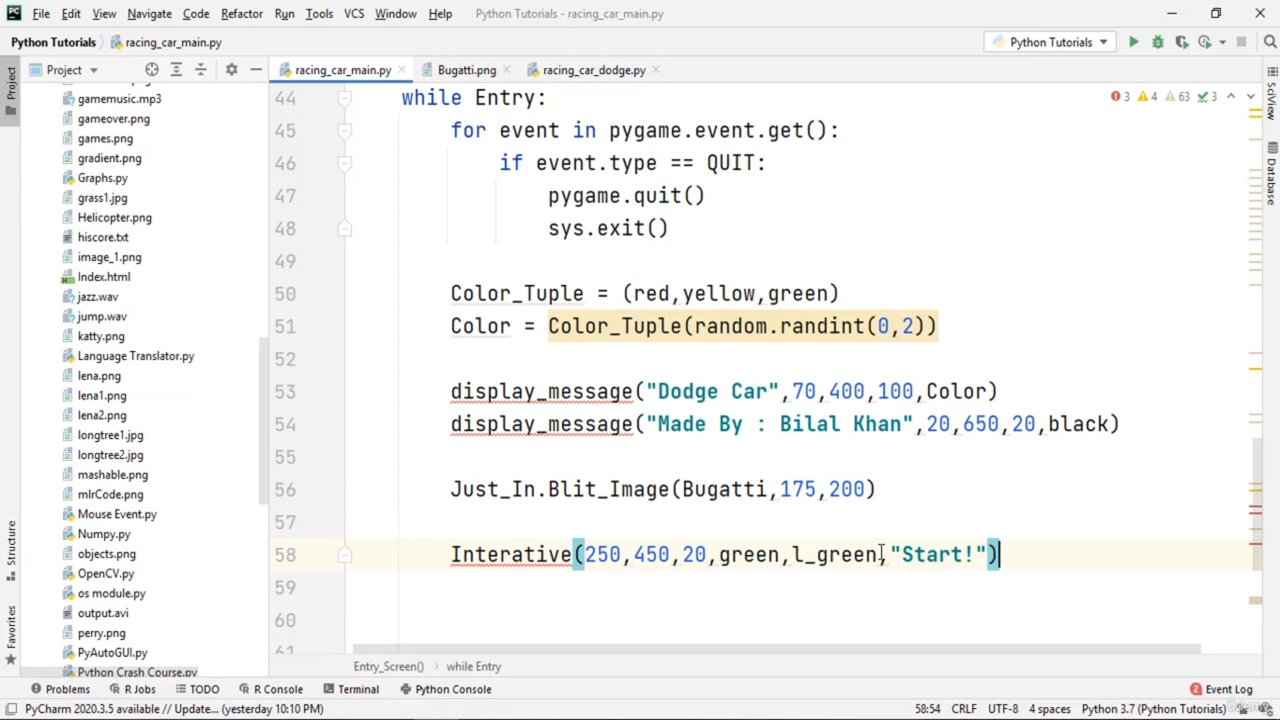 File Edit View Navigate Code Refactor Run Tools VCS Window Help Python Tutorials - racing_car_main.py
Python Tutorials racing_car_main.py Python Tutorials
Project racing_car_main.py Bugatti.png racing_car_dodge.py
3 4 63 3
gamemusic.mp3
gameover.png
games.png
gradient.png
Graphs.py
grass1.jpg
Helicopter.png
hiscore.txt
image_1.png
Index.html
jazz.wav
jump.wav
katty.png
Language Translator.py
lena.png
lena1.png
lena2.png
longtree1.jpg
longtree2.jpg
mashable.png
mlrCode.png
Mouse Event.py
Numpy.py
objects.png
OpenCV.py
os module.py
output.avi
perry.png
PyAutoGUI.py
Python Crash Course.py
44 while Entry:
45 for event in pygame.event.get():
46 if event.type == QUIT:
47 pygame.quit()
48 sys.exit()
49
50 Color_Tuple = (red,yellow,green)
51 Color = Color_Tuple(random.randint(0,2))
52
53 display_message("Dodge Car",70,400,100,Color)
54 display_message("Made By : Bilal Khan",20,650,20,black)
55
56 Just_In.Blit_Image(Bugatti,175,200)
57
58 Interative(250,450,20,green,l_green,"Start!")
59
60
61
Entry_Screen() while Entry
Project
Structure
Favorites
SciView
Database
Problems R Jobs TODO R Console Terminal Python Console 2 Event Log
PyCharm 2020.3.5 available // Update... (yesterday 10:10 PM) 58:54 CRLF UTF-8 4 spaces Python 3.7 (Python Tutorials)